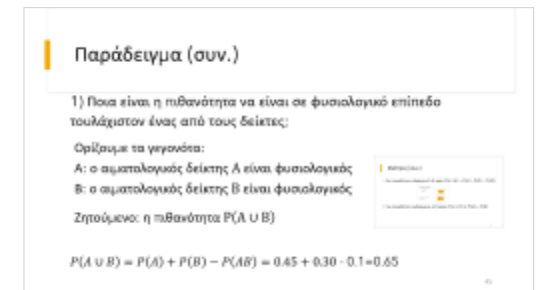 Παράδειγμα (συν.)
1) Ποια είναι η πιθανότητα να είναι σε φυσιολογικό επίπεδο
τουλάχιστον ένας από τους δείκτες;
Ορίζουμε τα γεγονότα:
Α: ο αιματολογικός δείκτης Α είναι φυσιολογικός
Β: ο αιματολογικός δείκτης Β είναι φυσιολογικός
Ζητούμενο: η πιθανότητα P(A ∪ B)
P(A ∪ B) = P(A) + P(B) − P(AB) = 0.45 + 0.30 - 0.1=0.65